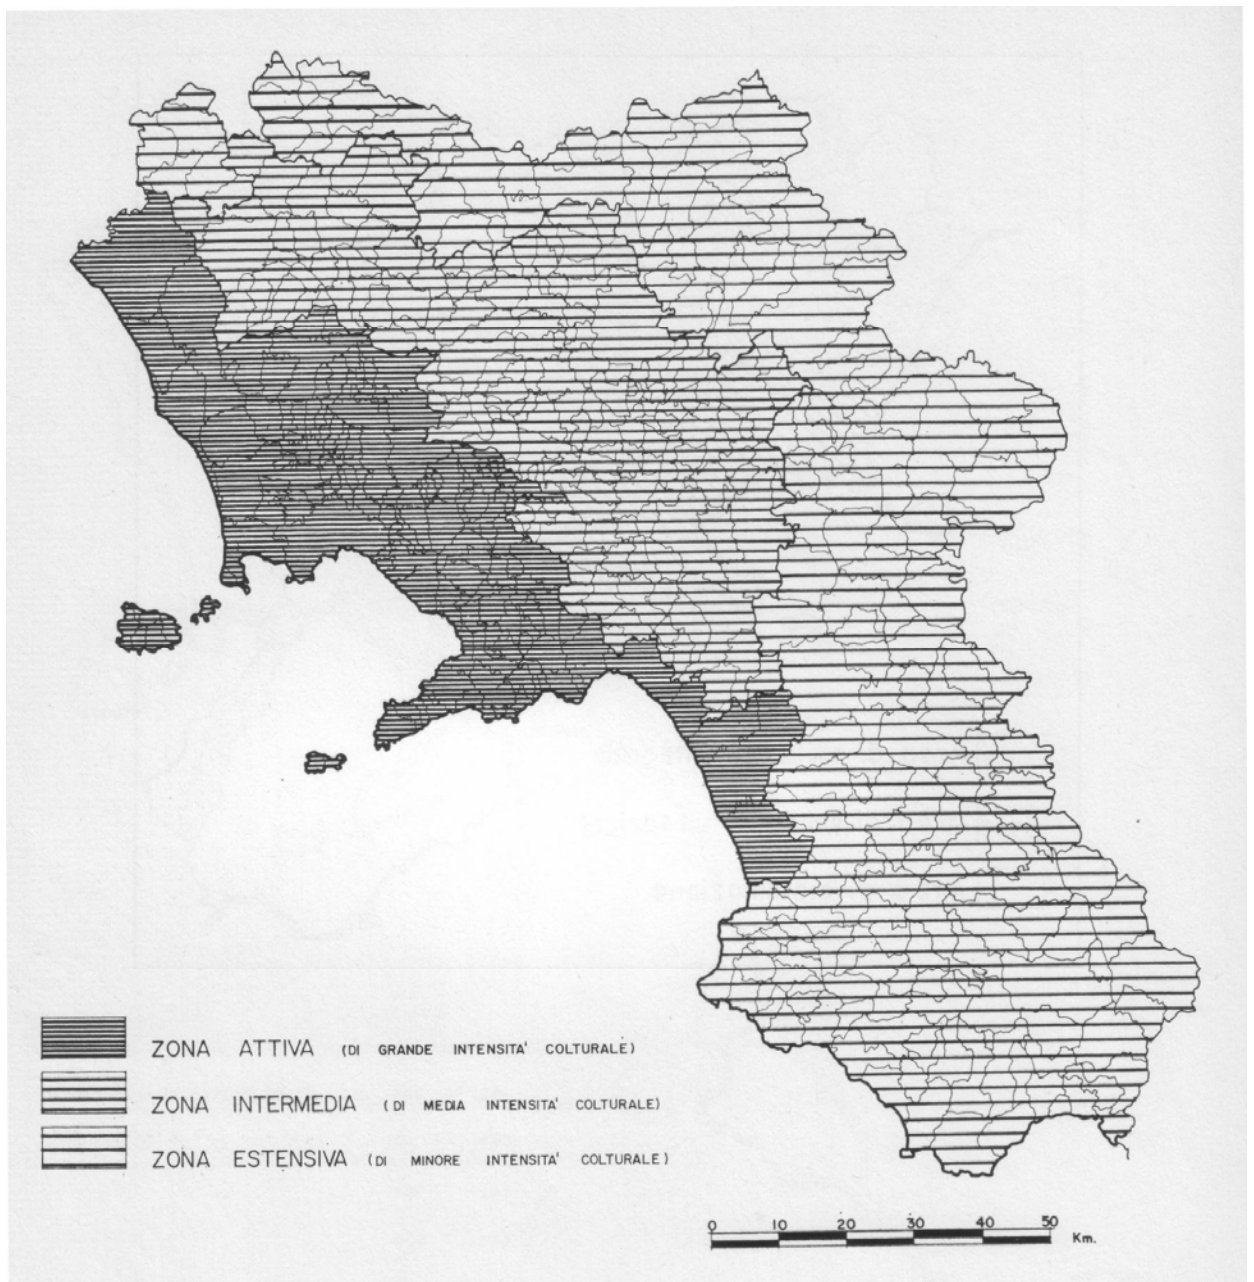 ZONA ATTIVA (DI GRANDE INTENSITA' COLTURALE)
ZONA INTERMEDIA (DI MEDIA INTENSITA' COLTURALE)
ZONA ESTENSIVA (DI MINORE INTENSITA' COLTURALE)
0 10 20 30 40 50 Km.